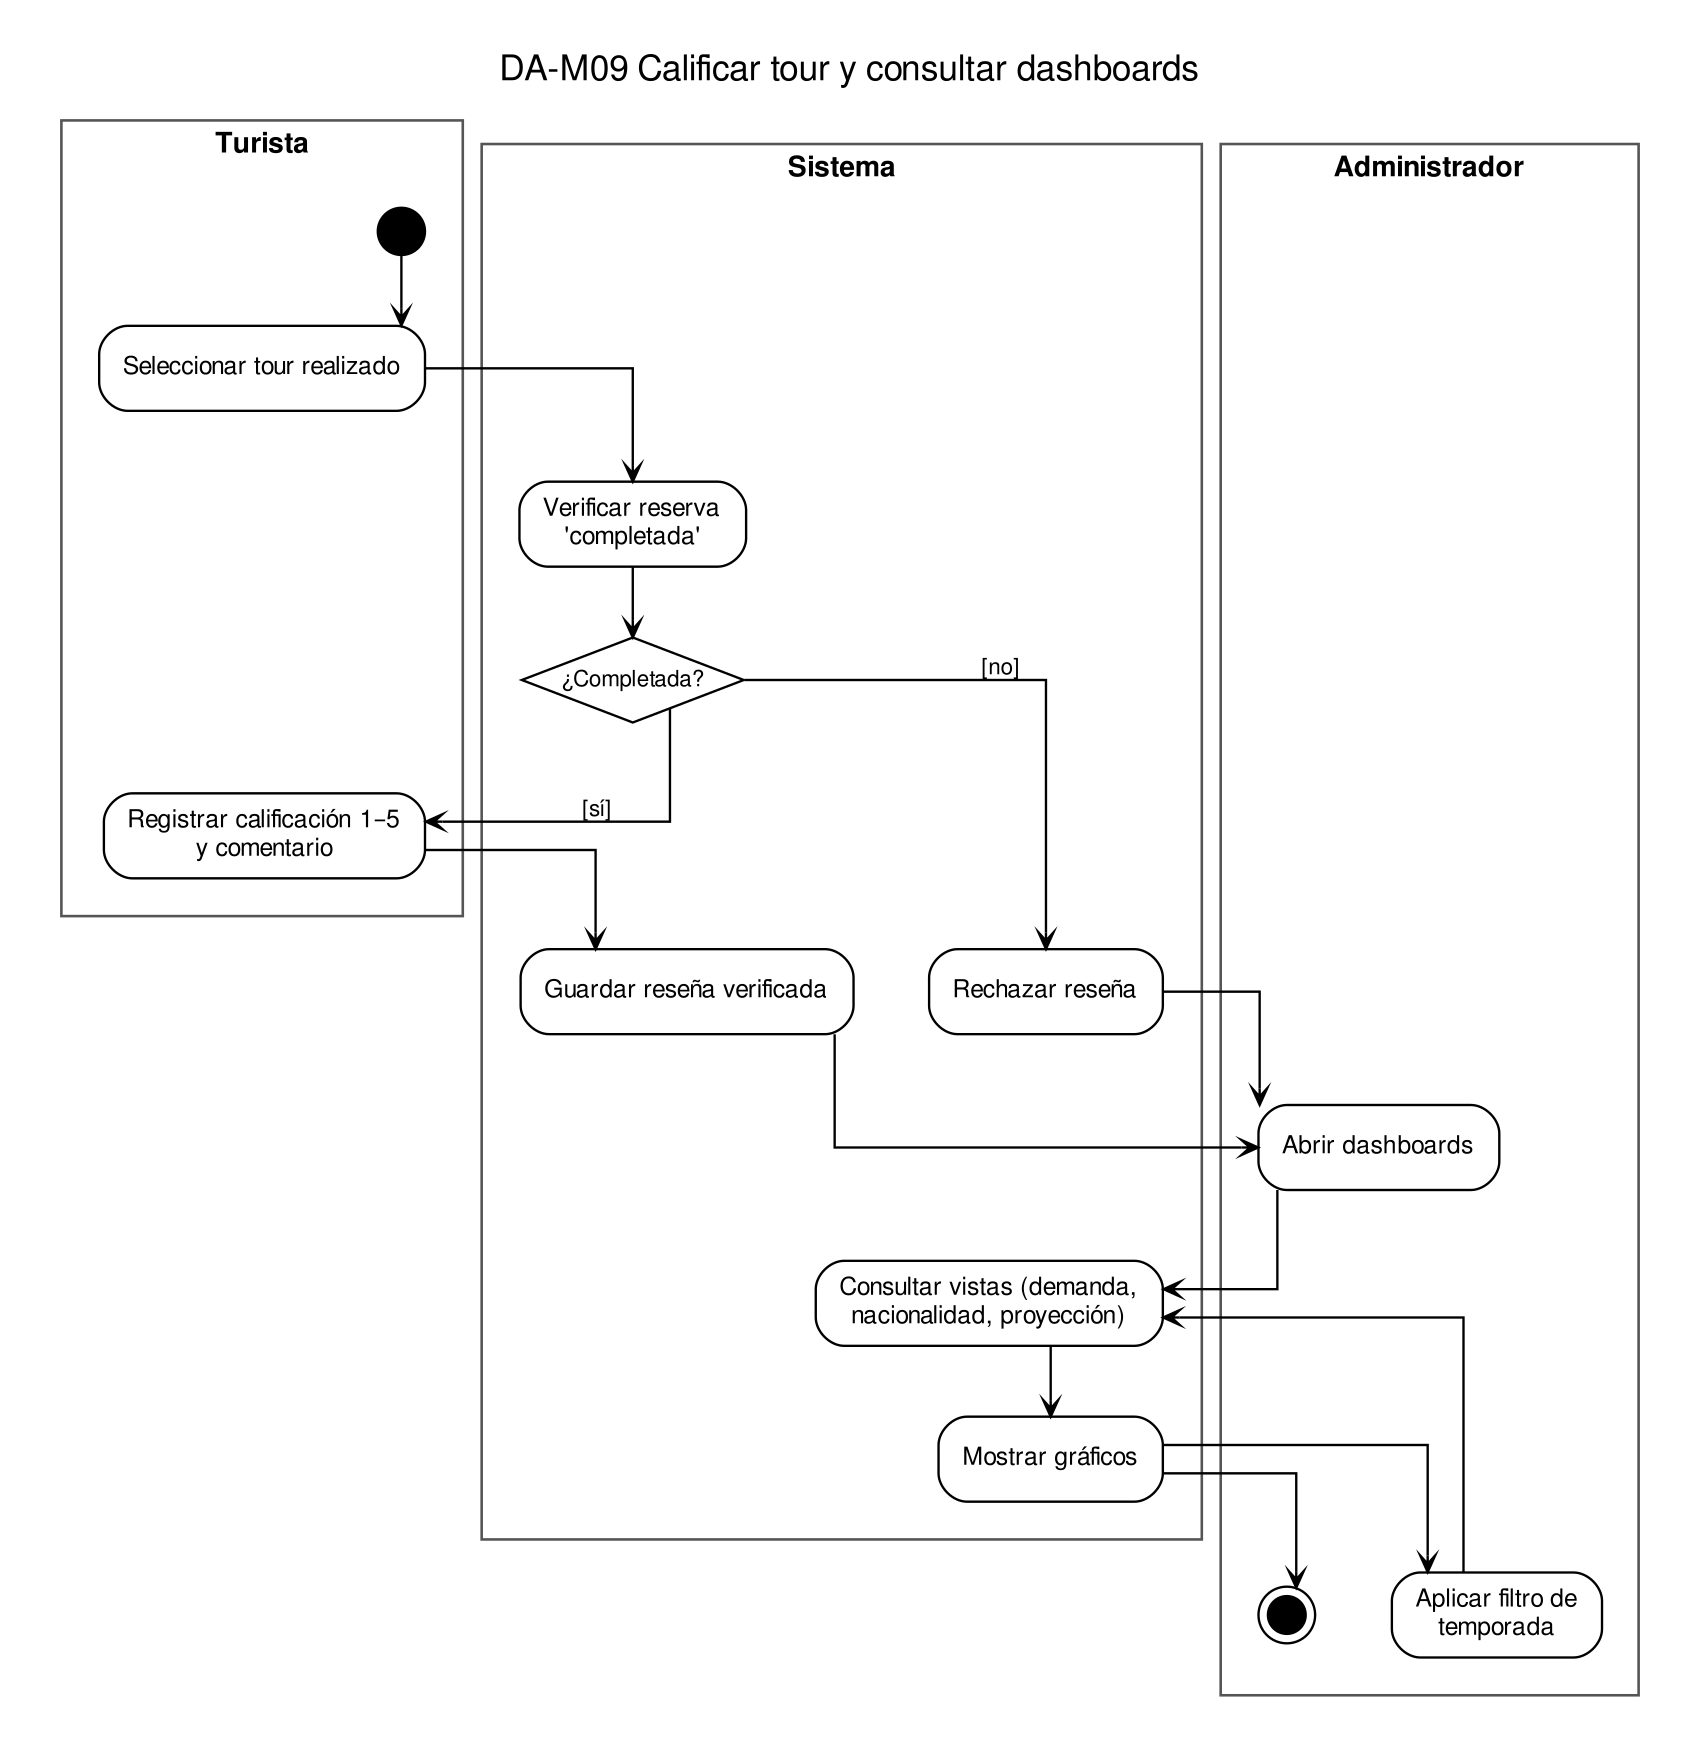 DA-M09 Calificar tour y consultar dashboards
Turista
Sistema
Administrador
Seleccionar tour realizado
Verificar reserva
'completada'
¿Completada?
[no]
[sí]
Registrar calificación 1–5
y comentario
Guardar reseña verificada
Rechazar reseña
Abrir dashboards
Consultar vistas (demanda,
nacionalidad, proyección)
Mostrar gráficos
Aplicar filtro de
temporada